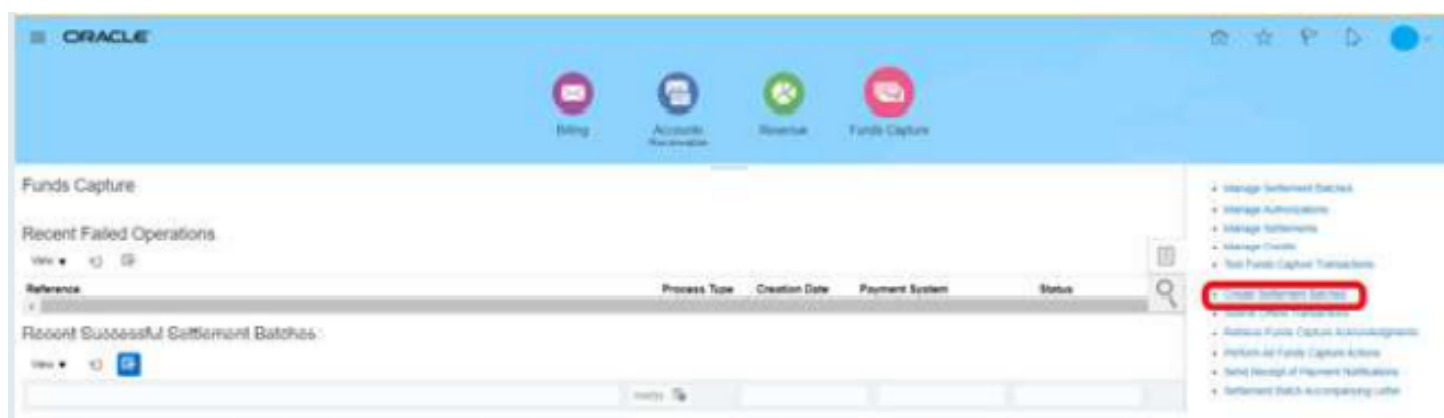 ORACLE
Billing
Accounts Receivable
Revenue
Funds Capture
Funds Capture
Recent Failed Operations
View
Reference Process Type Creation Date Payment System Status
Recent Successful Settlement Batches
View
Manage Settlement Batches
Manage Authorizations
Manage Settlements
Manage Credits
Test Funds Capture Transactions
Create Settlement Batches
Submit Offline Transactions
Retrieve Funds Capture Acknowledgments
Perform All Funds Capture Actions
Send Receipt of Payment Notifications
Settlement Batch Accompanying Letter